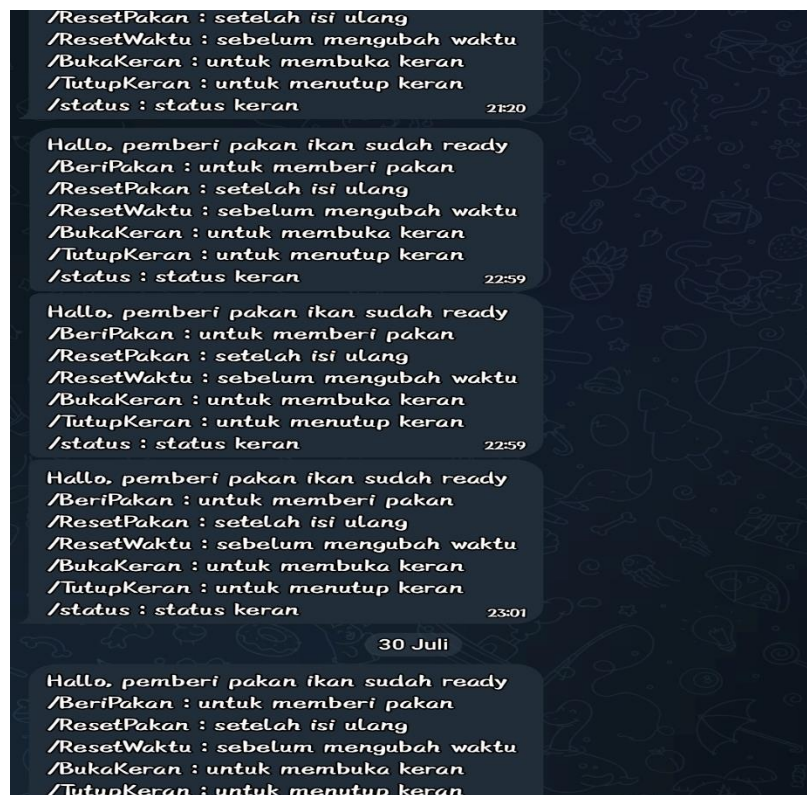 /ResetPakan : setelah isi ulang
/ResetWaktu : sebelum mengubah waktu
/BukaKeran : untuk membuka keran
/TutupKeran : untuk menutup keran
/status : status keran 21:20
Hallo, pemberi pakan ikan sudah ready
/BeriPakan : untuk memberi pakan
/ResetPakan : setelah isi ulang
/ResetWaktu : sebelum mengubah waktu
/BukaKeran : untuk membuka keran
/TutupKeran : untuk menutup keran
/status : status keran 22:59
Hallo, pemberi pakan ikan sudah ready
/BeriPakan : untuk memberi pakan
/ResetPakan : setelah isi ulang
/ResetWaktu : sebelum mengubah waktu
/BukaKeran : untuk membuka keran
/TutupKeran : untuk menutup keran
/status : status keran 22:59
Hallo, pemberi pakan ikan sudah ready
/BeriPakan : untuk memberi pakan
/ResetPakan : setelah isi ulang
/ResetWaktu : sebelum mengubah waktu
/BukaKeran : untuk membuka keran
/TutupKeran : untuk menutup keran
/status : status keran 23:01
30 Juli
Hallo, pemberi pakan ikan sudah ready
/BeriPakan : untuk memberi pakan
/ResetPakan : setelah isi ulang
/ResetWaktu : sebelum mengubah waktu
/BukaKeran : untuk membuka keran
/TutupKeran : untuk menutup keran